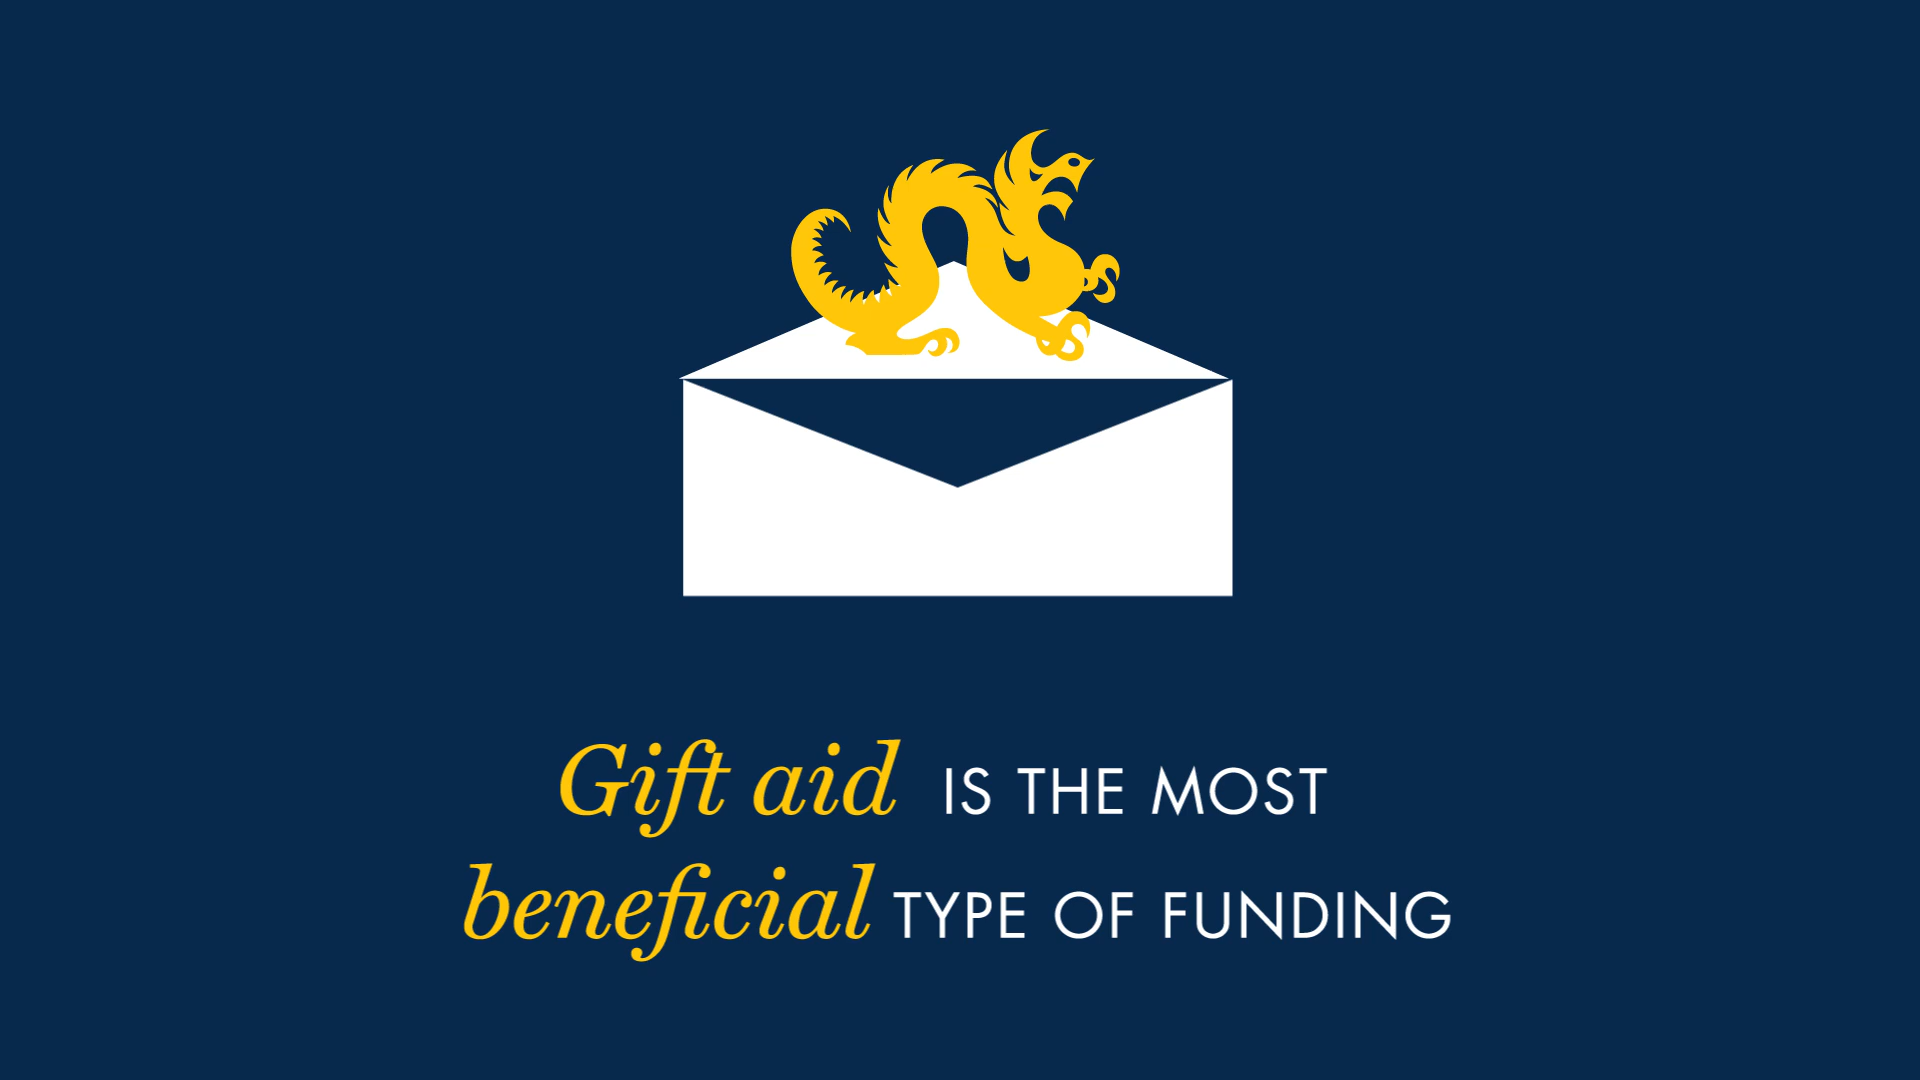 Gift aid IS THE MOST
beneficial TYPE OF FUNDING